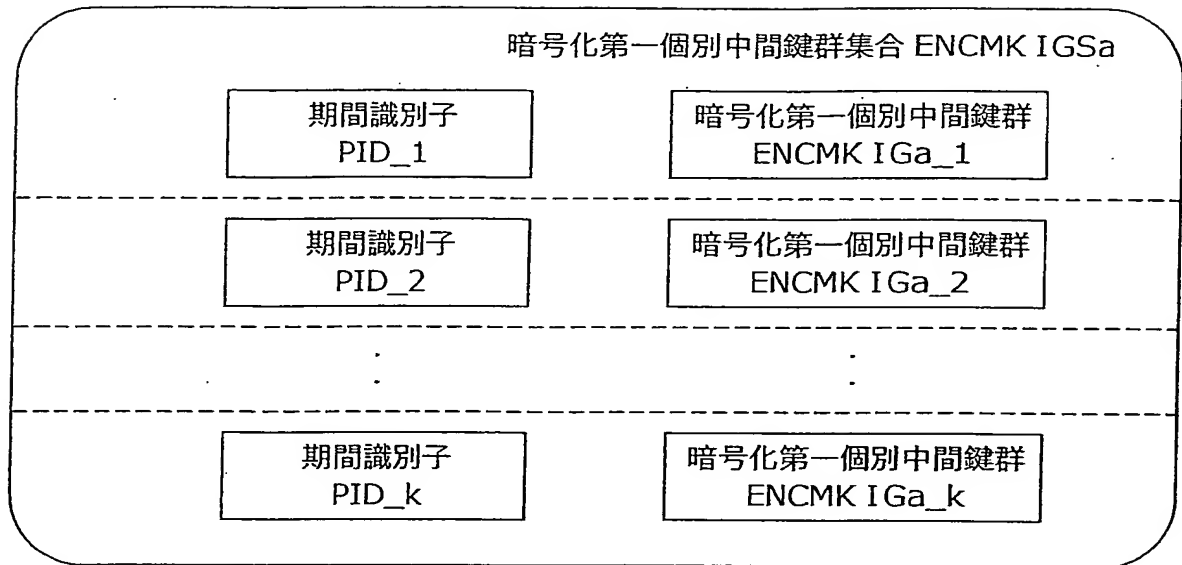 暗号化第一個別中間鍵群集合 ENCMK IGSa
期間識別子 暗号化第一個別中間鍵群
PID_1 ENCMK IGa_1
期間識別子 暗号化第一個別中間鍵群
PID_2 ENCMK IGa_2
期間識別子 暗号化第一個別中間鍵群
PID_k ENCMK IGa_k